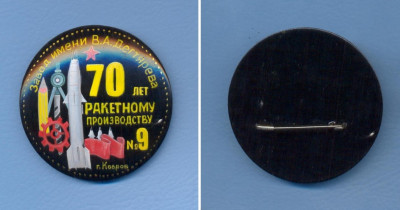 Завод имени В.А.Дегтярева
70 ЛЕТ
РАКЕТНОМУ
ПРОИЗВОДСТВУ
№9
г.Ковров